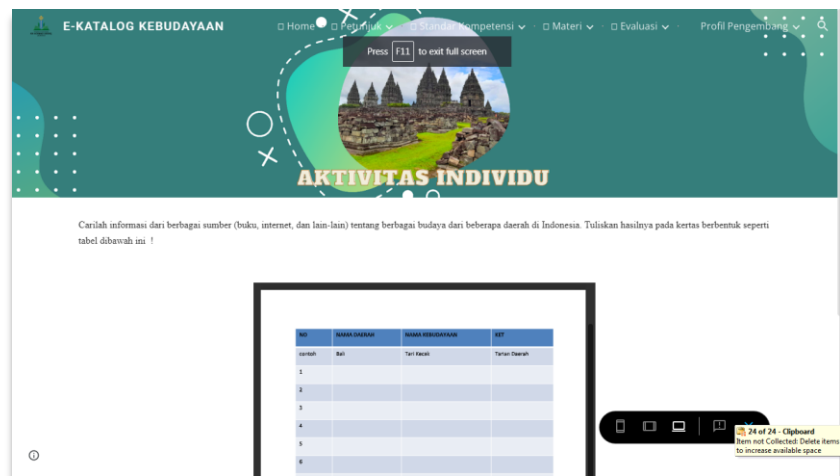 E-KATALOG KEBUDAYAAN
Home Petunjuk Standar Kompetensi Materi Evaluasi Profil Pengembang
Press F11 to exit full screen
AKTIVITAS INDIVIDU
Carilah informasi dari berbagai sumber (buku, internet, dan lain-lain) tentang berbagai budaya dari beberapa daerah di Indonesia. Tuliskan hasilnya pada kertas berbentuk seperti
tabel dibawah ini !
NO NAMA DAERAH NAMA KEBUDAYAAN KET
contoh Bali Tari Kecak Tarian Daerah
1
2
3
4
5
6
24 of 24 - Clipboard
Item not Collected: Delete items
to increase available space